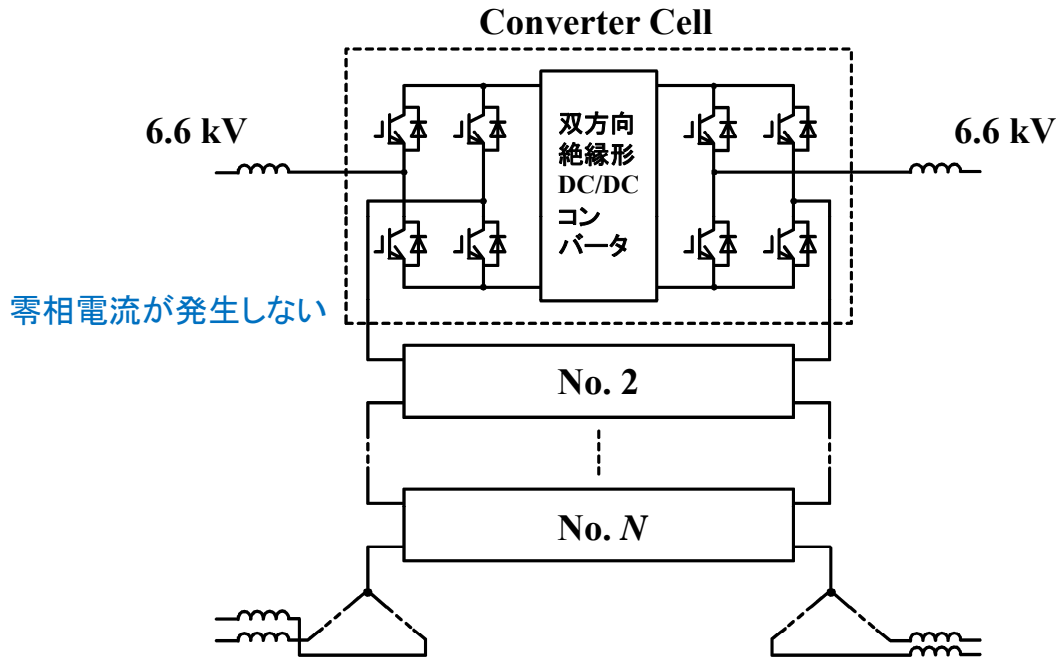 Converter Cell
6.6 kV
6.6 kV
双方向
絶縁形
DC/DC
コン
バータ
零相電流が発生しない
No. 2
No. N